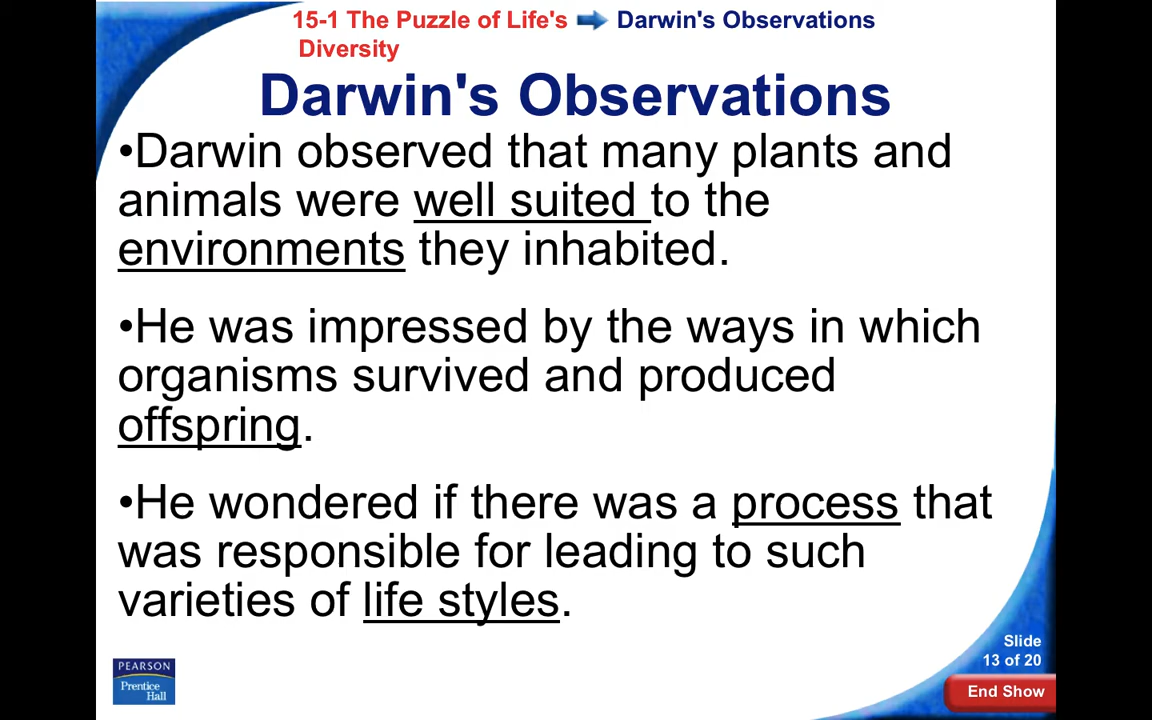 15-1 The Puzzle of Life's Diversity
Darwin's Observations
Darwin's Observations
•Darwin observed that many plants and
animals were well suited to the
environments they inhabited.
•He was impressed by the ways in which
organisms survived and produced
offspring.
•He wondered if there was a process that
was responsible for leading to such
varieties of life styles.
Slide
13 of 20
End Show
PEARSON
Prentice
Hall